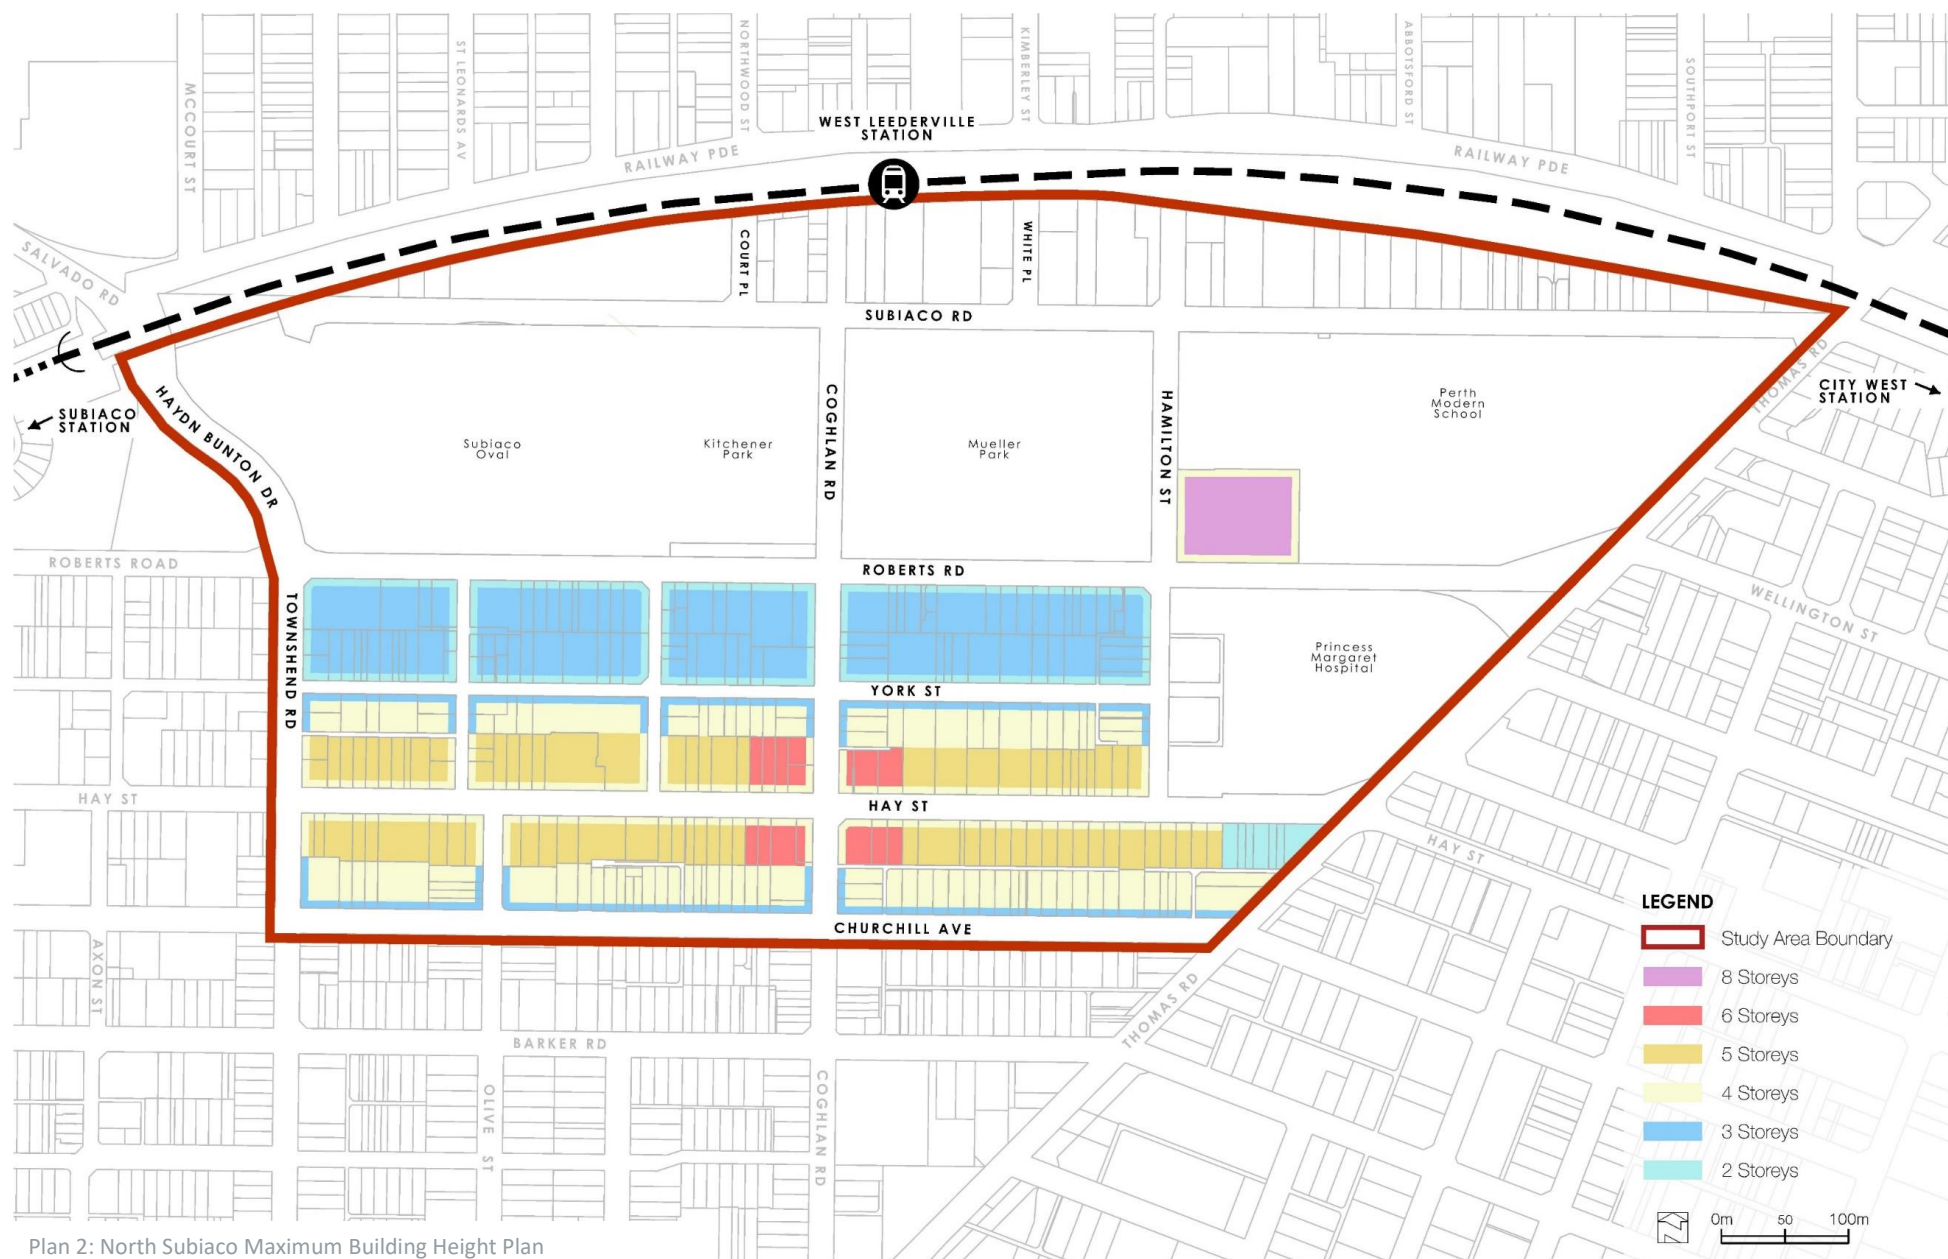 MCCOURT ST
ST LEONARDS AV
NORTHWOOD ST
KIMBERLEY ST
ABBOTSFORD ST
SOUTHPORT ST
WEST LEEDERVILLE
STATION
RAILWAY PDE
RAILWAY PDE
SALVADO RD
COURT PL
WHITE PL
SUBIACO RD
THOMAS RD
CITY WEST
STATION
SUBIACO
STATION
HAYDN BUNTON DR
Subiaco
Oval
Kitchener
Park
COGHLAN RD
Mueller
Park
HAMILTON ST
Perth
Modern
School
ROBERTS ROAD
ROBERTS RD
WELLINGTON ST
TOWNSHEND RD
Princess
Margaret
Hospital
YORK ST
HAY ST
HAY ST
HAY ST
CHURCHILL AVE
AXON ST
THOMAS RD
BARKER RD
OLIVE ST
COGHLAN RD
LEGEND
Study Area Boundary
8 Storeys
6 Storeys
5 Storeys
4 Storeys
3 Storeys
2 Storeys
0m 50 100m
Plan 2: North Subiaco Maximum Building Height Plan